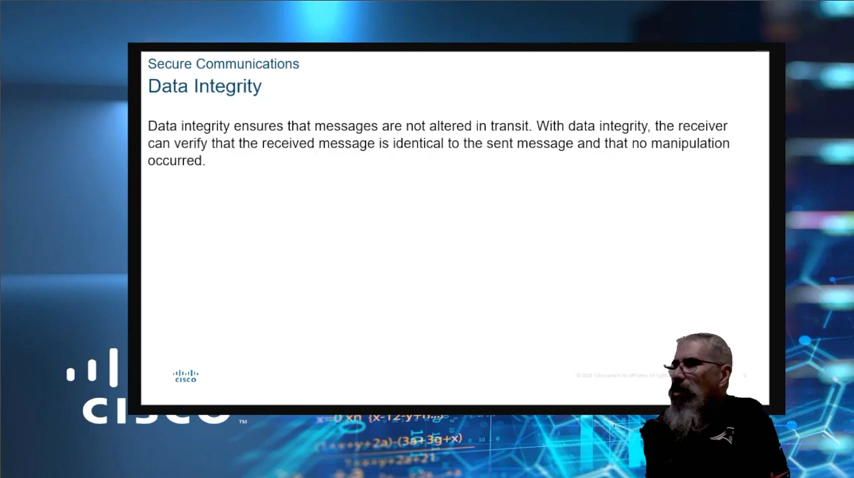 Secure Communications
Data Integrity
Data integrity ensures that messages are not altered in transit. With data integrity, the receiver
can verify that the received message is identical to the sent message and that no manipulation
occurred.
CISCO
CISCO
TM